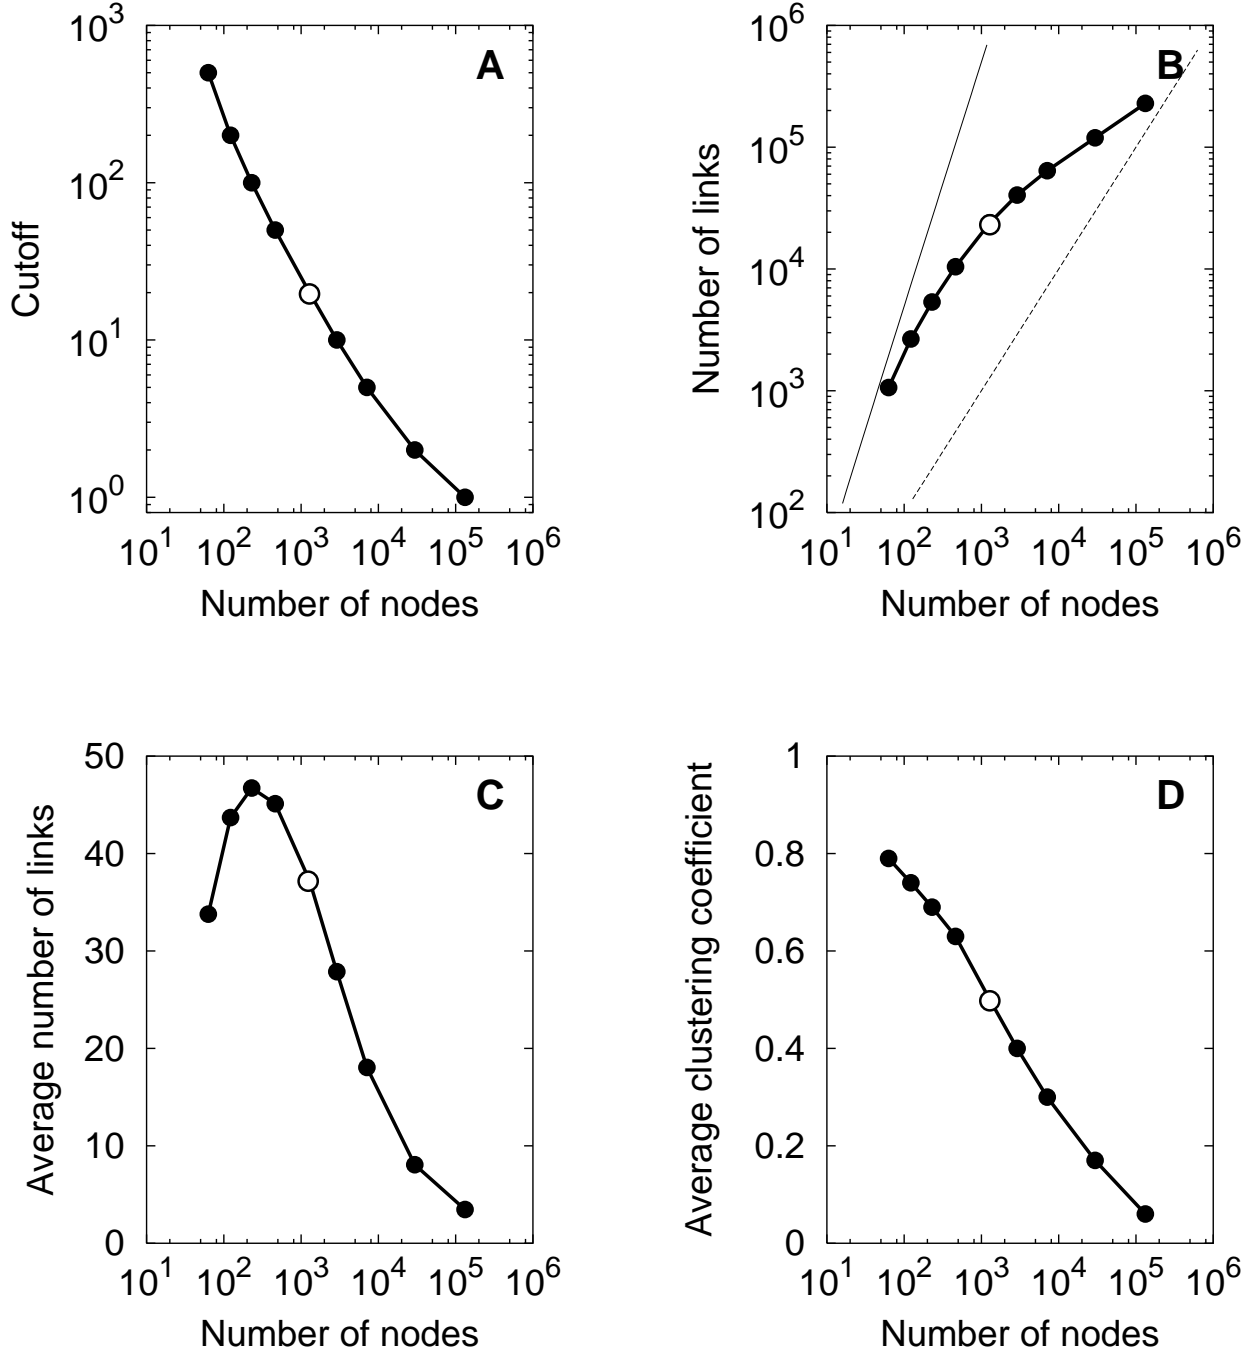 A
10^3
10^2
10^1
10^0
Cutoff
10^1 10^2 10^3 10^4 10^5 10^6
Number of nodes
B
10^6
10^5
10^4
10^3
10^2
Number of links
10^1 10^2 10^3 10^4 10^5 10^6
Number of nodes
C
50
40
30
20
10
0
Average number of links
10^1 10^2 10^3 10^4 10^5 10^6
Number of nodes
D
1
0.8
0.6
0.4
0.2
0
Average clustering coefficient
10^1 10^2 10^3 10^4 10^5 10^6
Number of nodes